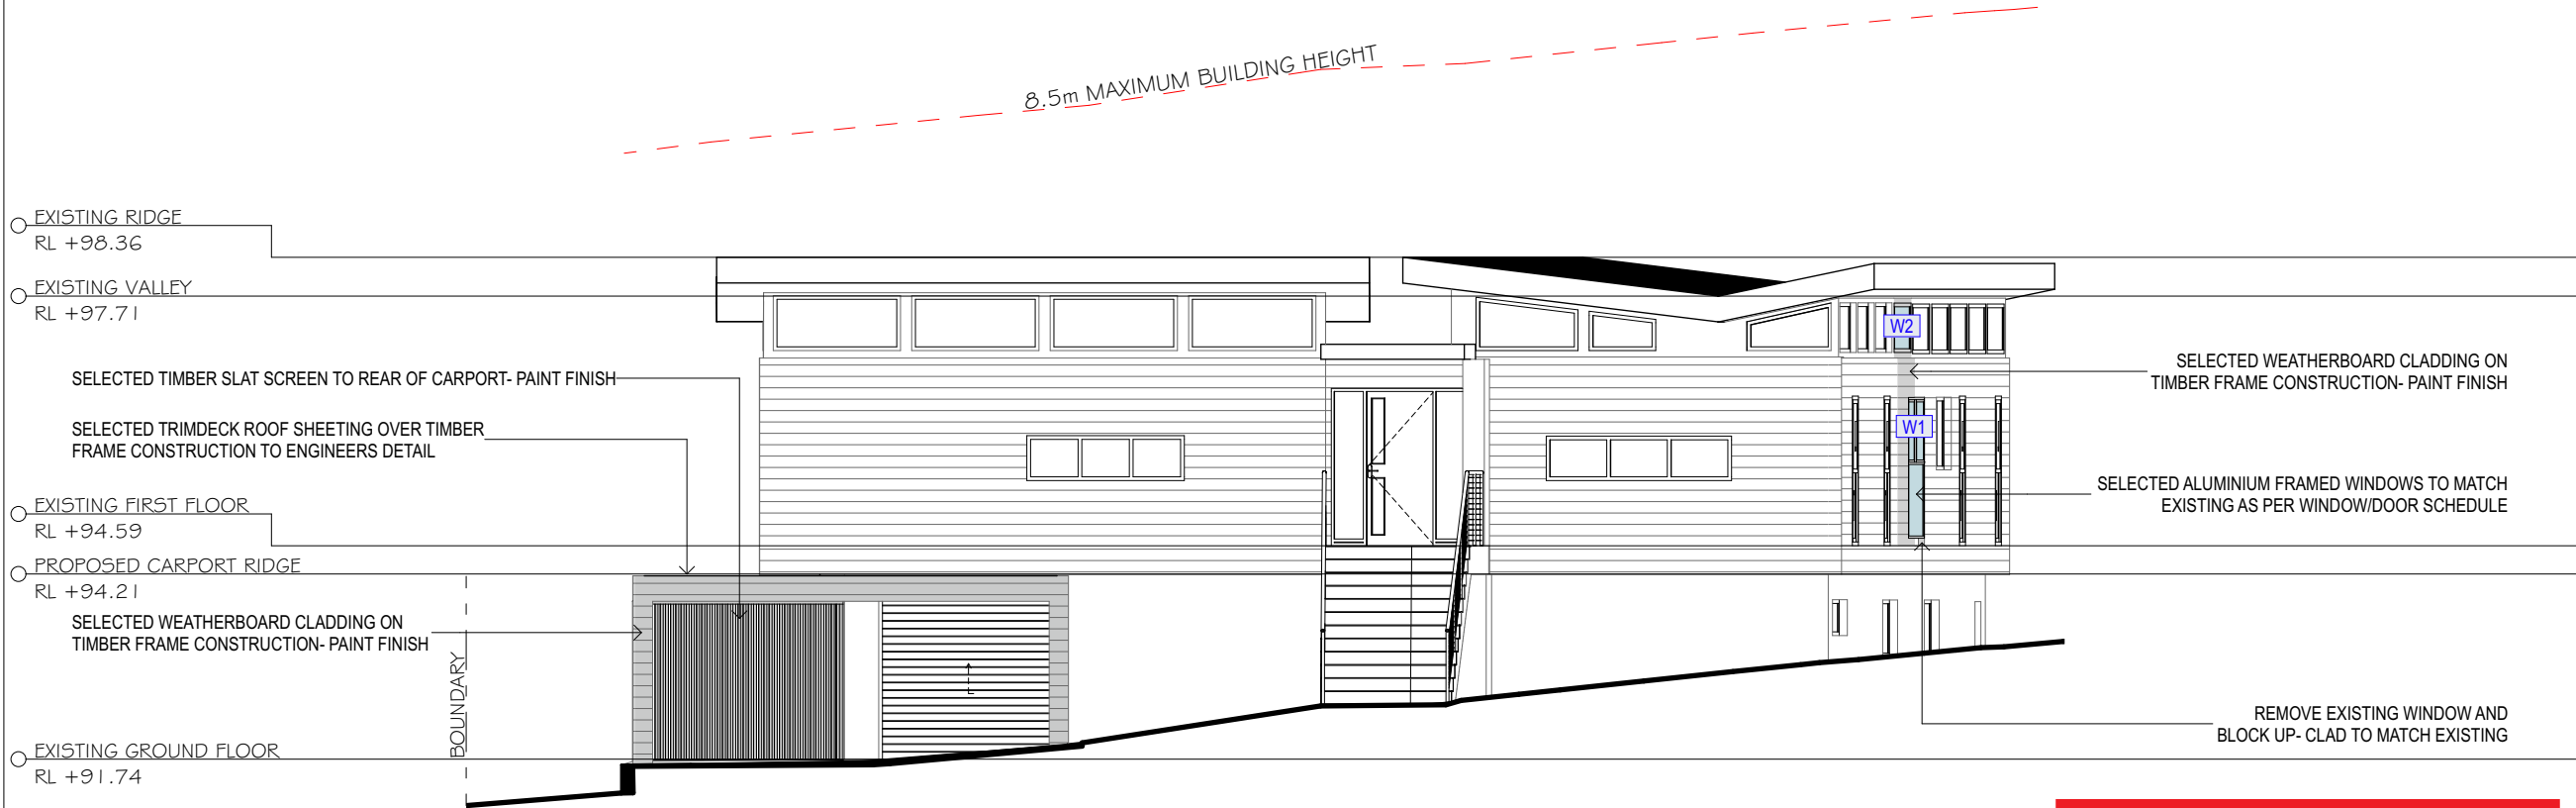 8.5m MAXIMUM BUILDING HEIGHT
EXISTING RIDGE
RL +98.36
EXISTING VALLEY
RL +97.71
SELECTED TIMBER SLAT SCREEN TO REAR OF CARPORT- PAINT FINISH
SELECTED TRIMDECK ROOF SHEETING OVER TIMBER
FRAME CONSTRUCTION TO ENGINEERS DETAIL
EXISTING FIRST FLOOR
RL +94.59
PROPOSED CARPORT RIDGE
RL +94.21
SELECTED WEATHERBOARD CLADDING ON
TIMBER FRAME CONSTRUCTION- PAINT FINISH
BOUNDARY
EXISTING GROUND FLOOR
RL +91.74
W2
W1
SELECTED WEATHERBOARD CLADDING ON
TIMBER FRAME CONSTRUCTION- PAINT FINISH
SELECTED ALUMINIUM FRAMED WINDOWS TO MATCH
EXISTING AS PER WINDOW/DOOR SCHEDULE
REMOVE EXISTING WINDOW AND
BLOCK UP- CLAD TO MATCH EXISTING